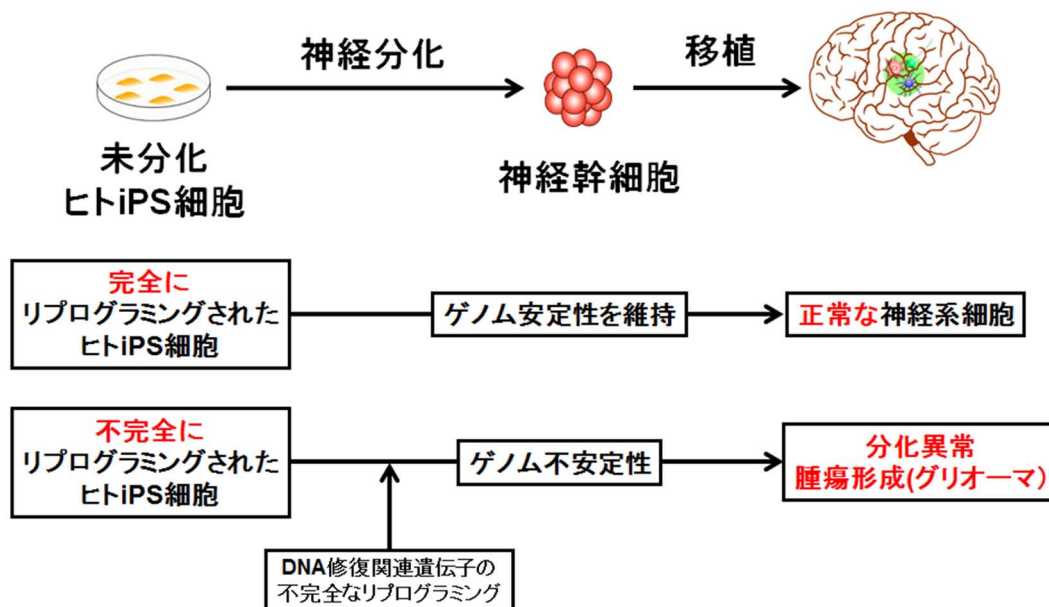 神経分化
移植
未分化
ヒトiPS細胞
神経幹細胞
完全に
リプログラミングされた
ヒトiPS細胞
ゲノム安定性を維持
正常な神経系細胞
不完全に
リプログラミングされた
ヒトiPS細胞
ゲノム不安定性
分化異常
腫瘍形成(グリオーマ)
DNA修復関連遺伝子の
不完全なリプログラミング